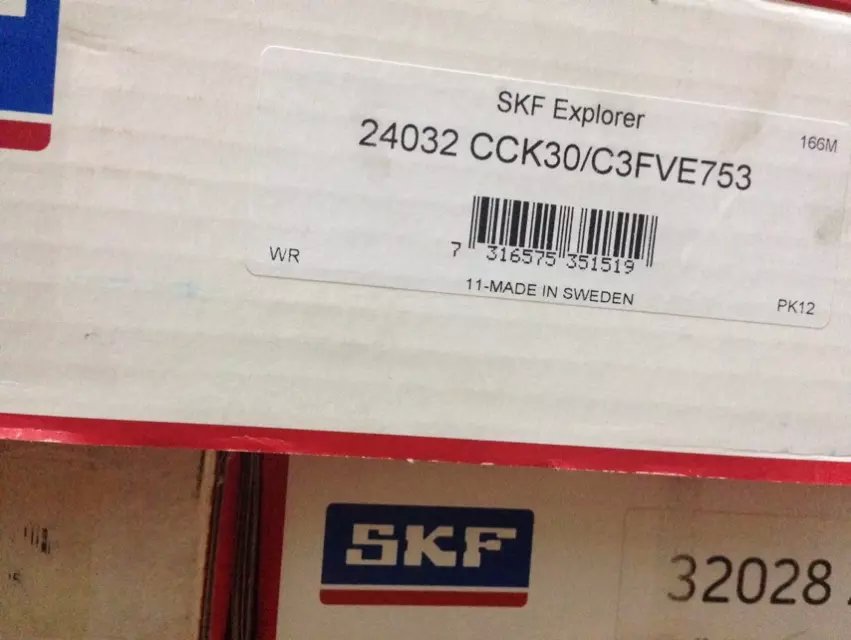 SKF Explorer
166M
24032 CCK30/C3FVE753
7 316575 351519
WR
11-MADE IN SWEDEN
PK12
SKF
32028